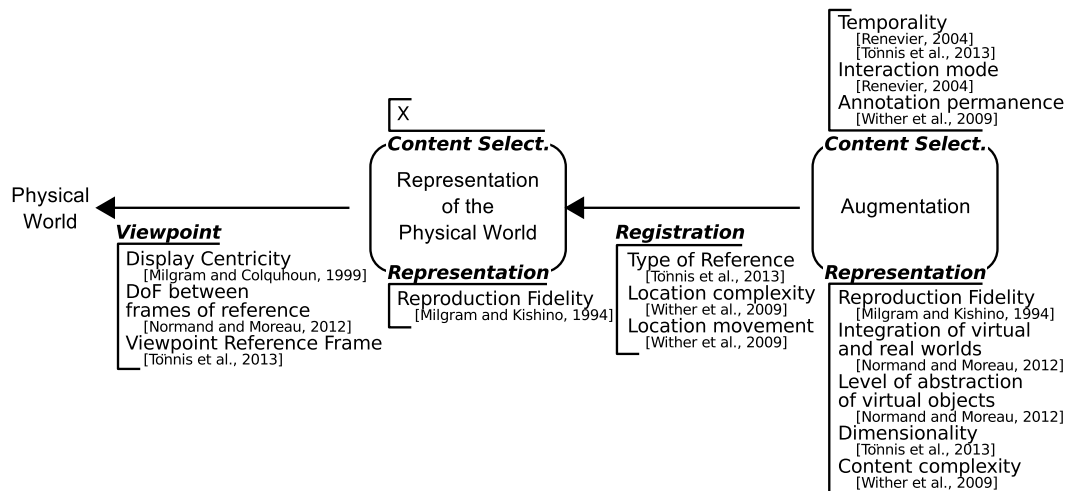 Physical
World
Viewpoint
Display Centricity
[Milgram and Colquhoun, 1999]
DoF between
frames of reference
[Normand and Moreau, 2012]
Viewpoint Reference Frame
[Tönnis et al., 2013]
X
Content Select.
Representation
of the
Physical World
Representation
Reproduction Fidelity
[Milgram and Kishino, 1994]
Registration
Type of Reference
[Tönnis et al., 2013]
Location complexity
[Wither et al., 2009]
Location movement
[Wither et al., 2009]
Temporality
[Renevier, 2004]
[Tönnis et al., 2013]
Interaction mode
[Renevier, 2004]
Annotation permanence
[Wither et al., 2009]
Content Select.
Augmentation
Representation
Reproduction Fidelity
[Milgram and Kishino, 1994]
Integration of virtual
and real worlds
[Normand and Moreau, 2012]
Level of abstraction
of virtual objects
[Normand and Moreau, 2012]
Dimensionality
[Tönnis et al., 2013]
Content complexity
[Wither et al., 2009]